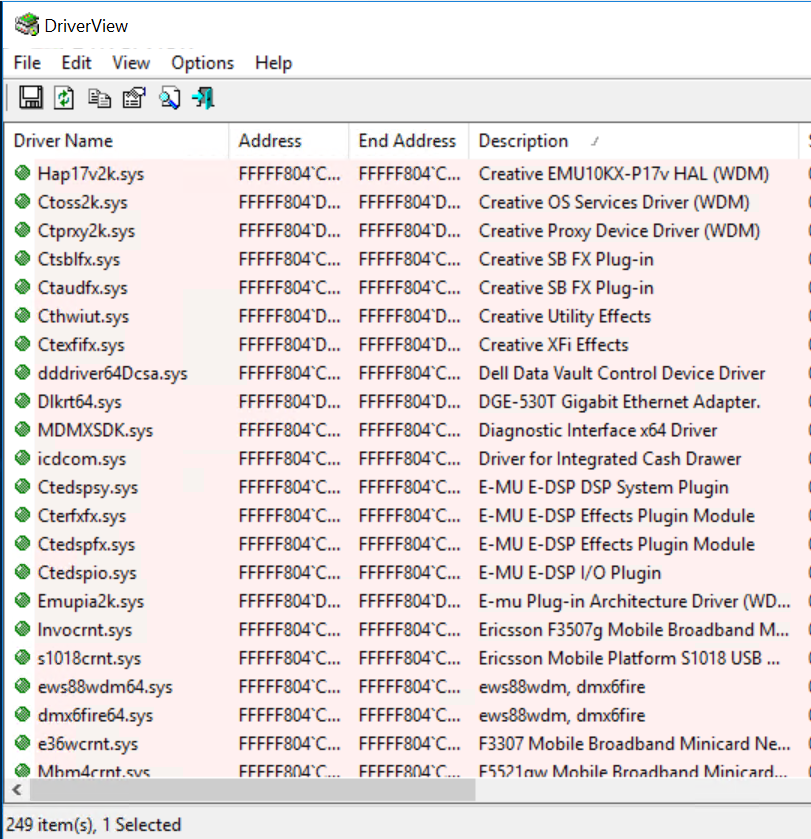 DriverView
File Edit View Options Help
Driver Name Address End Address Description
Hap17v2k.sys FFFFF804`C... FFFFF804`C... Creative EMU10KX-P17v HAL (WDM)
Ctoss2k.sys FFFFF804`D... FFFFF804`D... Creative OS Services Driver (WDM)
Ctprxy2k.sys FFFFF804`D... FFFFF804`D... Creative Proxy Device Driver (WDM)
Ctsblfx.sys FFFFF804`C... FFFFF804`C... Creative SB FX Plug-in
Ctaudfx.sys FFFFF804`C... FFFFF804`C... Creative SB FX Plug-in
Cthwiut.sys FFFFF804`D... FFFFF804`D... Creative Utility Effects
Ctexfifx.sys FFFFF804`D... FFFFF804`D... Creative XFi Effects
dddriver64Dcsa.sys FFFFF804`C... FFFFF804`C... Dell Data Vault Control Device Driver
Dlkrt64.sys FFFFF804`D... FFFFF804`D... DGE-530T Gigabit Ethernet Adapter.
MDMXSDK.sys FFFFF804`C... FFFFF804`C... Diagnostic Interface x64 Driver
icdcom.sys FFFFF804`C... FFFFF804`C... Driver for Integrated Cash Drawer
Ctedspsy.sys FFFFF804`C... FFFFF804`C... E-MU E-DSP DSP System Plugin
Cterfxfx.sys FFFFF804`C... FFFFF804`C... E-MU E-DSP Effects Plugin Module
Ctedspfx.sys FFFFF804`C... FFFFF804`C... E-MU E-DSP Effects Plugin Module
Ctedspio.sys FFFFF804`C... FFFFF804`C... E-MU E-DSP I/O Plugin
Emupia2k.sys FFFFF804`D... FFFFF804`D... E-mu Plug-in Architecture Driver (WD...
Invocrnt.sys FFFFF804`C... FFFFF804`C... Ericsson F3507g Mobile Broadband M...
s1018crnt.sys FFFFF804`C... FFFFF804`C... Ericsson Mobile Platform S1018 USB ...
ews88wdm64.sys FFFFF804`C... FFFFF804`C... ews88wdm, dmx6fire
dmx6fire64.sys FFFFF804`C... FFFFF804`C... ews88wdm, dmx6fire
e36wcrnt.sys FFFFF804`C... FFFFF804`C... F3307 Mobile Broadband Minicard Ne...
Mbm4crnt.sys FFFFF804`C... FFFFF804`C... F5521gw Mobile Broadband Minicard...
249 item(s), 1 Selected